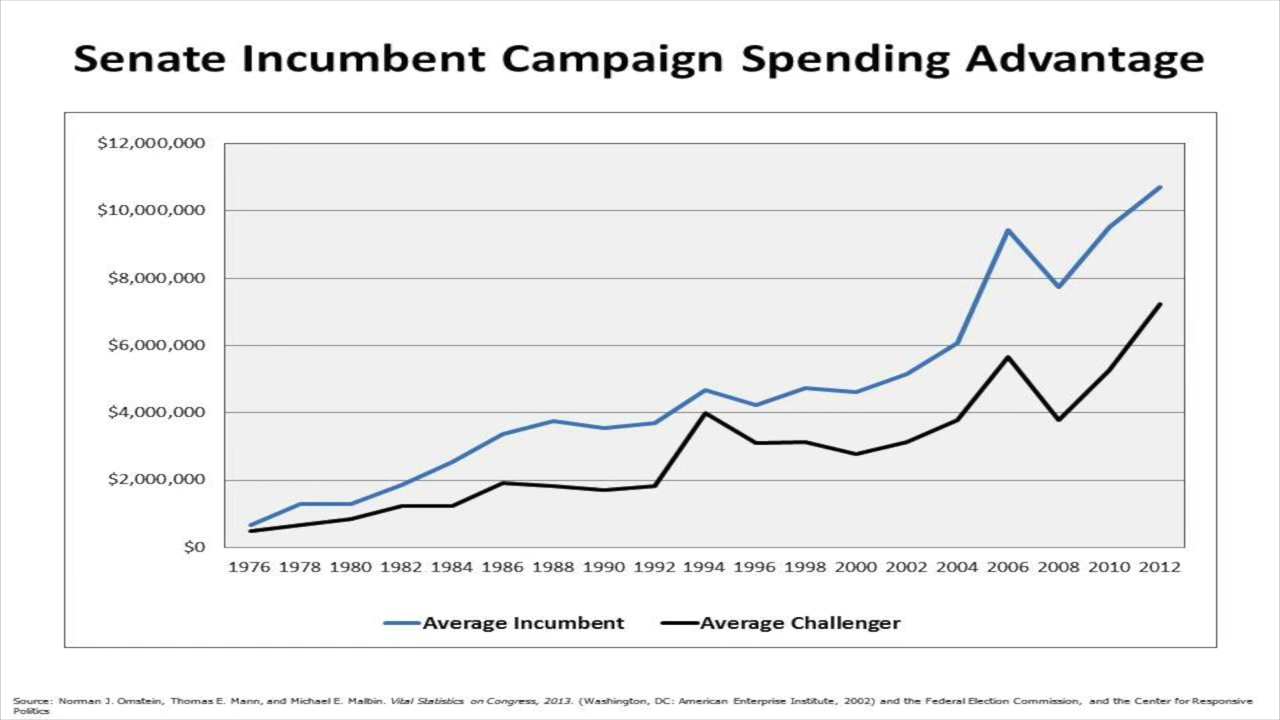 Senate Incumbent Campaign Spending Advantage
$12,000,000
$10,000,000
$8,000,000
$6,000,000
$4,000,000
$2,000,000
$0
1976 1978 1980 1982 1984 1986 1988 1990 1992 1994 1996 1998 2000 2002 2004 2006 2008 2010 2012
Average Incumbent Average Challenger
Source: Norman J. Ornstein, Thomas E. Mann, and Michael E. Malbin. Vital Statistics on Congress, 2013. (Washington, DC: American Enterprise Institute, 2002) and the Federal Election Commission, and the Center for Responsive
Politics